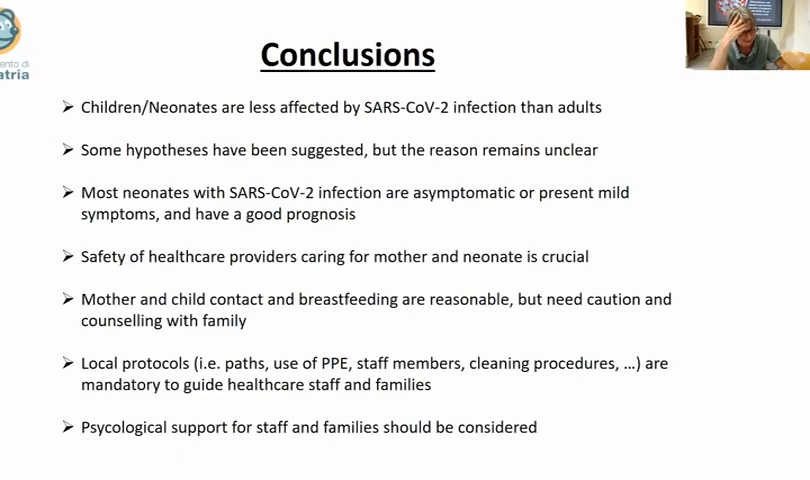 ento di
atria
Conclusions
➢ Children/Neonates are less affected by SARS-CoV-2 infection than adults
➢ Some hypotheses have been suggested, but the reason remains unclear
➢ Most neonates with SARS-CoV-2 infection are asymptomatic or present mild
symptoms, and have a good prognosis
➢ Safety of healthcare providers caring for mother and neonate is crucial
➢ Mother and child contact and breastfeeding are reasonable, but need caution and
counselling with family
➢ Local protocols (i.e. paths, use of PPE, staff members, cleaning procedures, ...) are
mandatory to guide healthcare staff and families
➢ Psycological support for staff and families should be considered